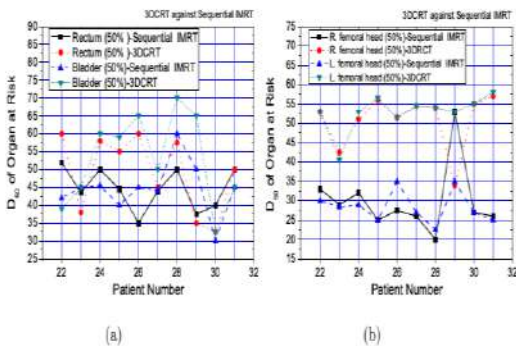 3DCRT against Sequential IMRT
Rectum (50% )-Sequential IMRT
Rectum (50%)-3DCRT
Bladder (50%)-Sequential IMRT
Bladder (50%)-3DCRT
D50 of Organ at Risk
90
85
80
75
70
65
60
55
50
45
40
35
30
25
22 24 26 28 30 32
Patient Number
(a)
3DCRT against Sequential IMRT
R. femoral head (50%)-Sequential IMRT
R. femoral head (50%)-3DCRT
L. femoral head (50%)-Sequential IMRT
L. femoral head (50%)-3DCRT
D50 of Organ at Risk
75
70
65
60
55
50
45
40
35
30
25
20
15
22 24 26 28 30 32
Patient Number
(b)